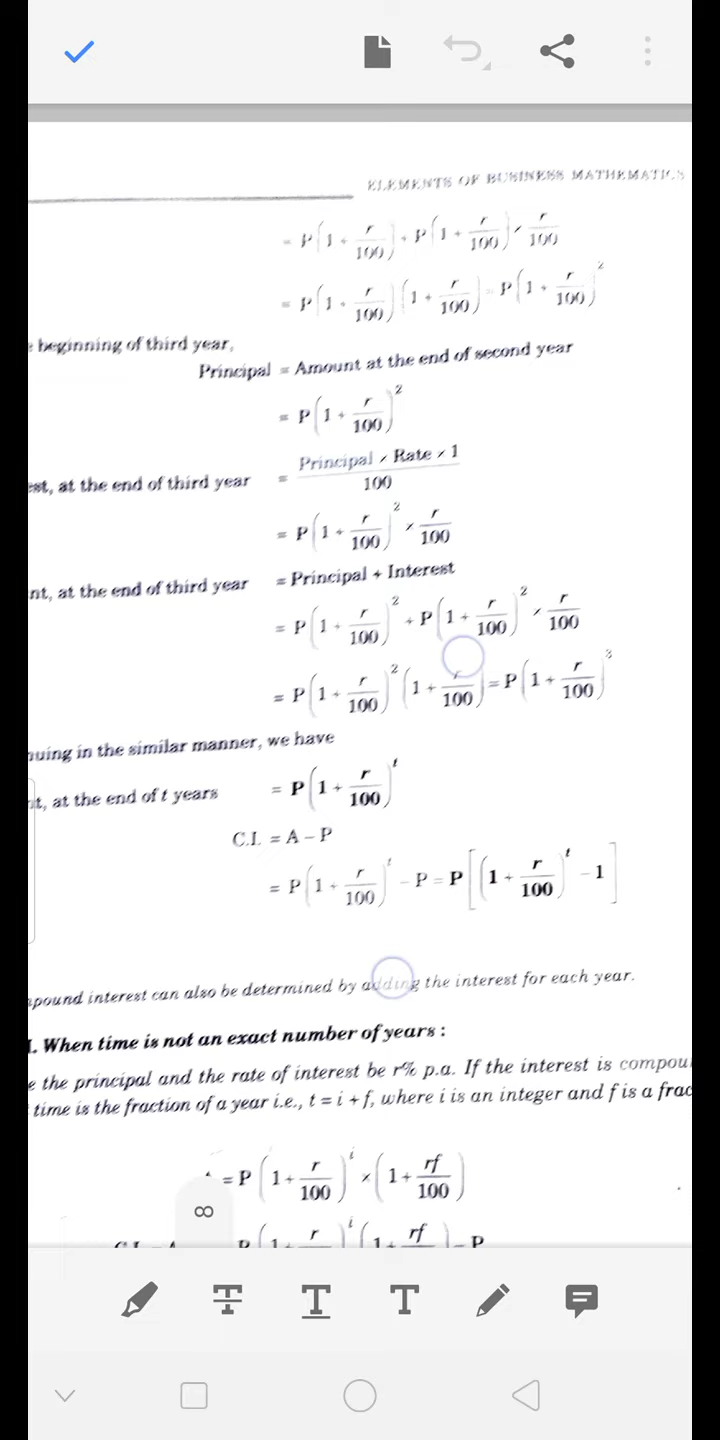 ELEMENTS OF BUSINESS MATHEMATICS
= P(1 + r/100) + P(1 + r/100) × r/100
= P(1 + r/100)(1 + r/100) = P(1 + r/100)²
e beginning of third year,
Principal = Amount at the end of second year
= P(1 + r/100)²
est, at the end of third year = Principal × Rate × 1 / 100
= P(1 + r/100)² × r/100
nt, at the end of third year = Principal + Interest
= P(1 + r/100)² + P(1 + r/100)² × r/100
= P(1 + r/100)²(1 + r/100) = P(1 + r/100)³
nuing in the similar manner, we have
nt, at the end of t years = P(1 + r/100)^t
C.I. = A – P
= P(1 + r/100)^t – P = P[(1 + r/100)^t – 1]
mpound interest can also be determined by adding the interest for each year.
I. When time is not an exact number of years :
e the principal and the rate of interest be r% p.a. If the interest is compou
time is the fraction of a year i.e., t = i + f, where i is an integer and f is a frac
= P(1 + r/100)^i × (1 + rf/100)
P(1 + r)^i (1 + rf) – P